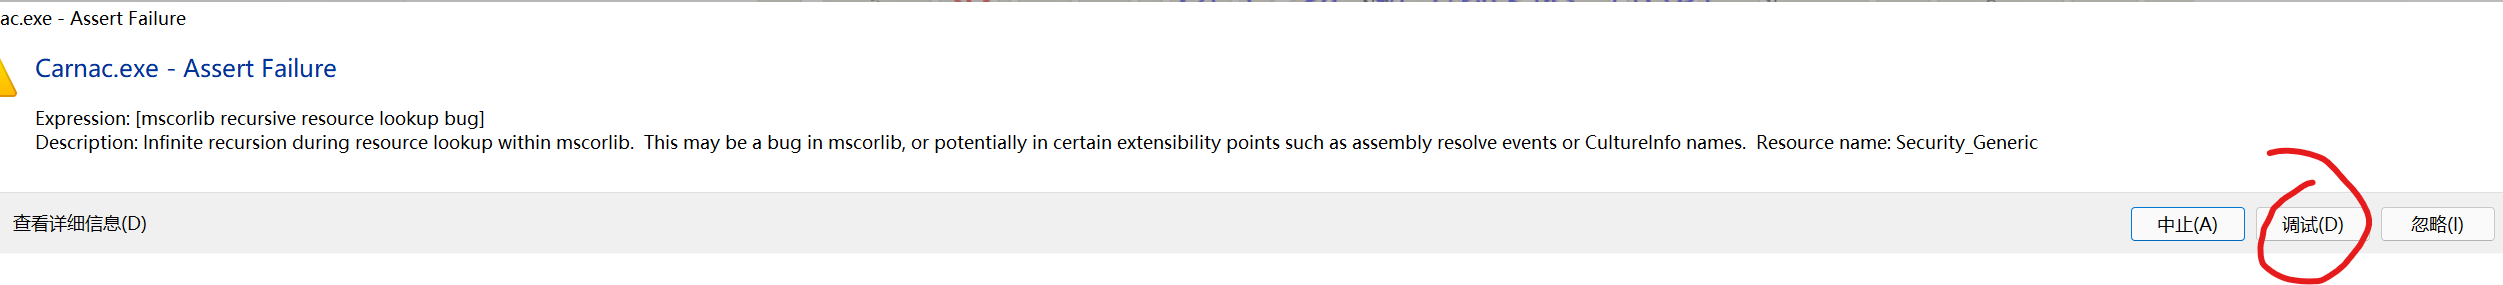 ac.exe - Assert Failure
Carnac.exe - Assert Failure
Expression: [mscorlib recursive resource lookup bug]
Description: Infinite recursion during resource lookup within mscorlib.  This may be a bug in mscorlib, or potentially in certain extensibility points such as assembly resolve events or CultureInfo names.  Resource name: Security_Generic
查看详细信息(D)
中止(A)
调试(D)
忽略(I)